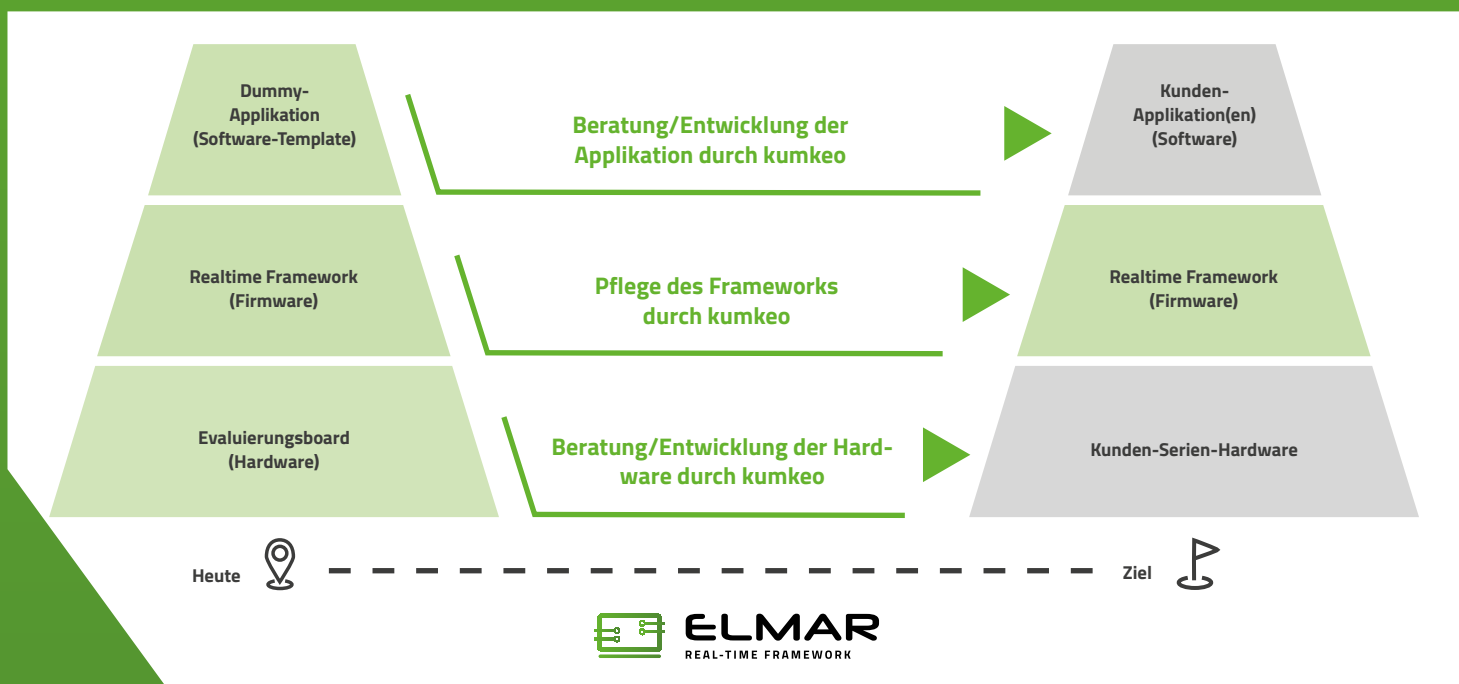 Dummy-
Applikation
(Software-Template)
Beratung/Entwicklung der
Applikation durch kumkeo
Kunden-
Applikation(en)
(Software)
Realtime Framework
(Firmware)
Pflege des Frameworks
durch kumkeo
Realtime Framework
(Firmware)
Evaluierungsboard
(Hardware)
Beratung/Entwicklung der Hard-
ware durch kumkeo
Kunden-Serien-Hardware
Heute
Ziel
ELMAR
REAL-TIME FRAMEWORK